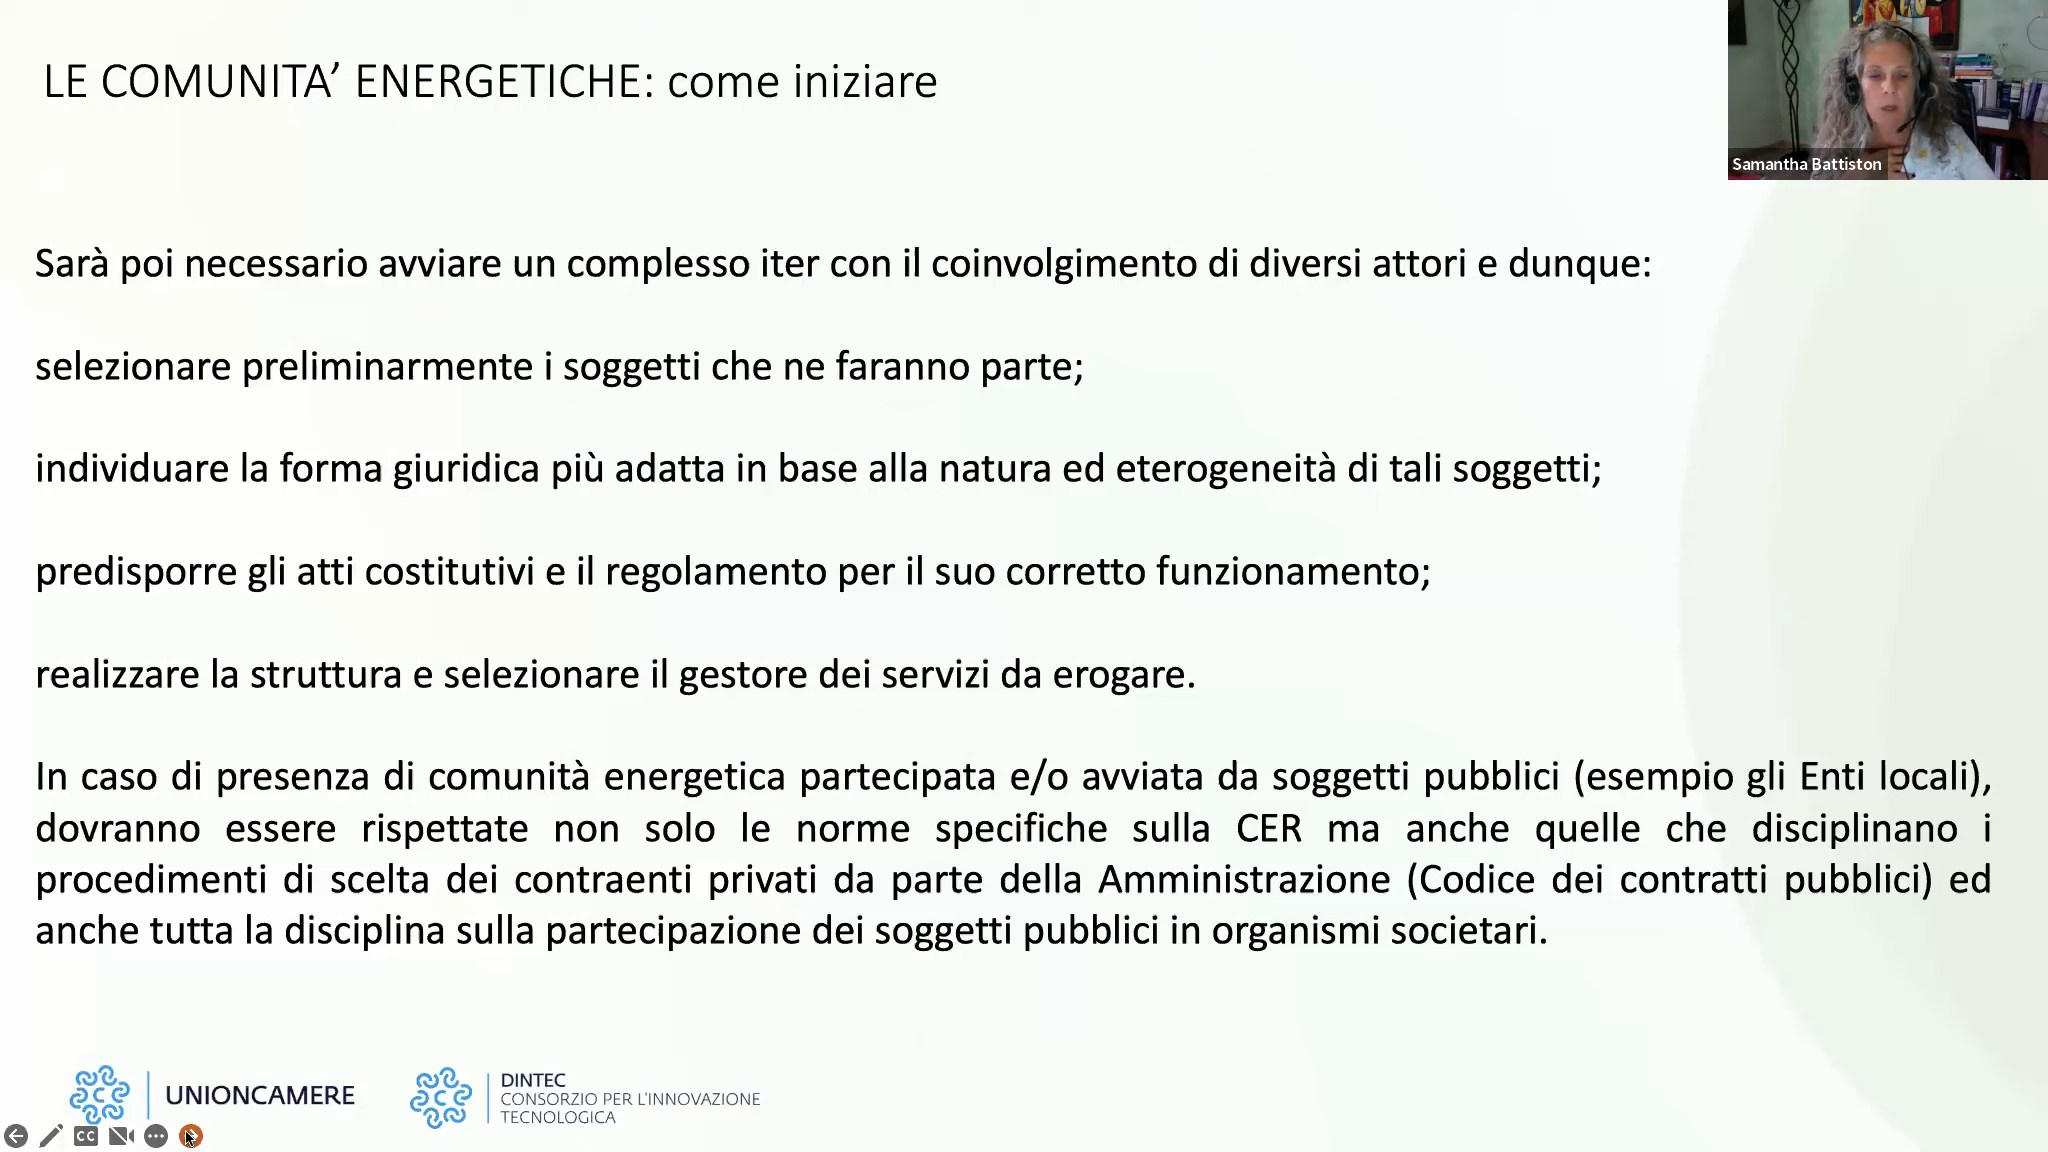 LE COMUNITA’ ENERGETICHE: come iniziare
Samantha Battiston
Sarà poi necessario avviare un complesso iter con il coinvolgimento di diversi attori e dunque:
selezionare preliminarmente i soggetti che ne faranno parte;
individuare la forma giuridica più adatta in base alla natura ed eterogeneità di tali soggetti;
predisporre gli atti costitutivi e il regolamento per il suo corretto funzionamento;
realizzare la struttura e selezionare il gestore dei servizi da erogare.
In caso di presenza di comunità energetica partecipata e/o avviata da soggetti pubblici (esempio gli Enti locali),
dovranno essere rispettate non solo le norme specifiche sulla CER ma anche quelle che disciplinano i
procedimenti di scelta dei contraenti privati da parte della Amministrazione (Codice dei contratti pubblici) ed
anche tutta la disciplina sulla partecipazione dei soggetti pubblici in organismi societari.
UNIONCAMERE
DINTEC
CONSORZIO PER L'INNOVAZIONE
TECNOLOGICA
CC